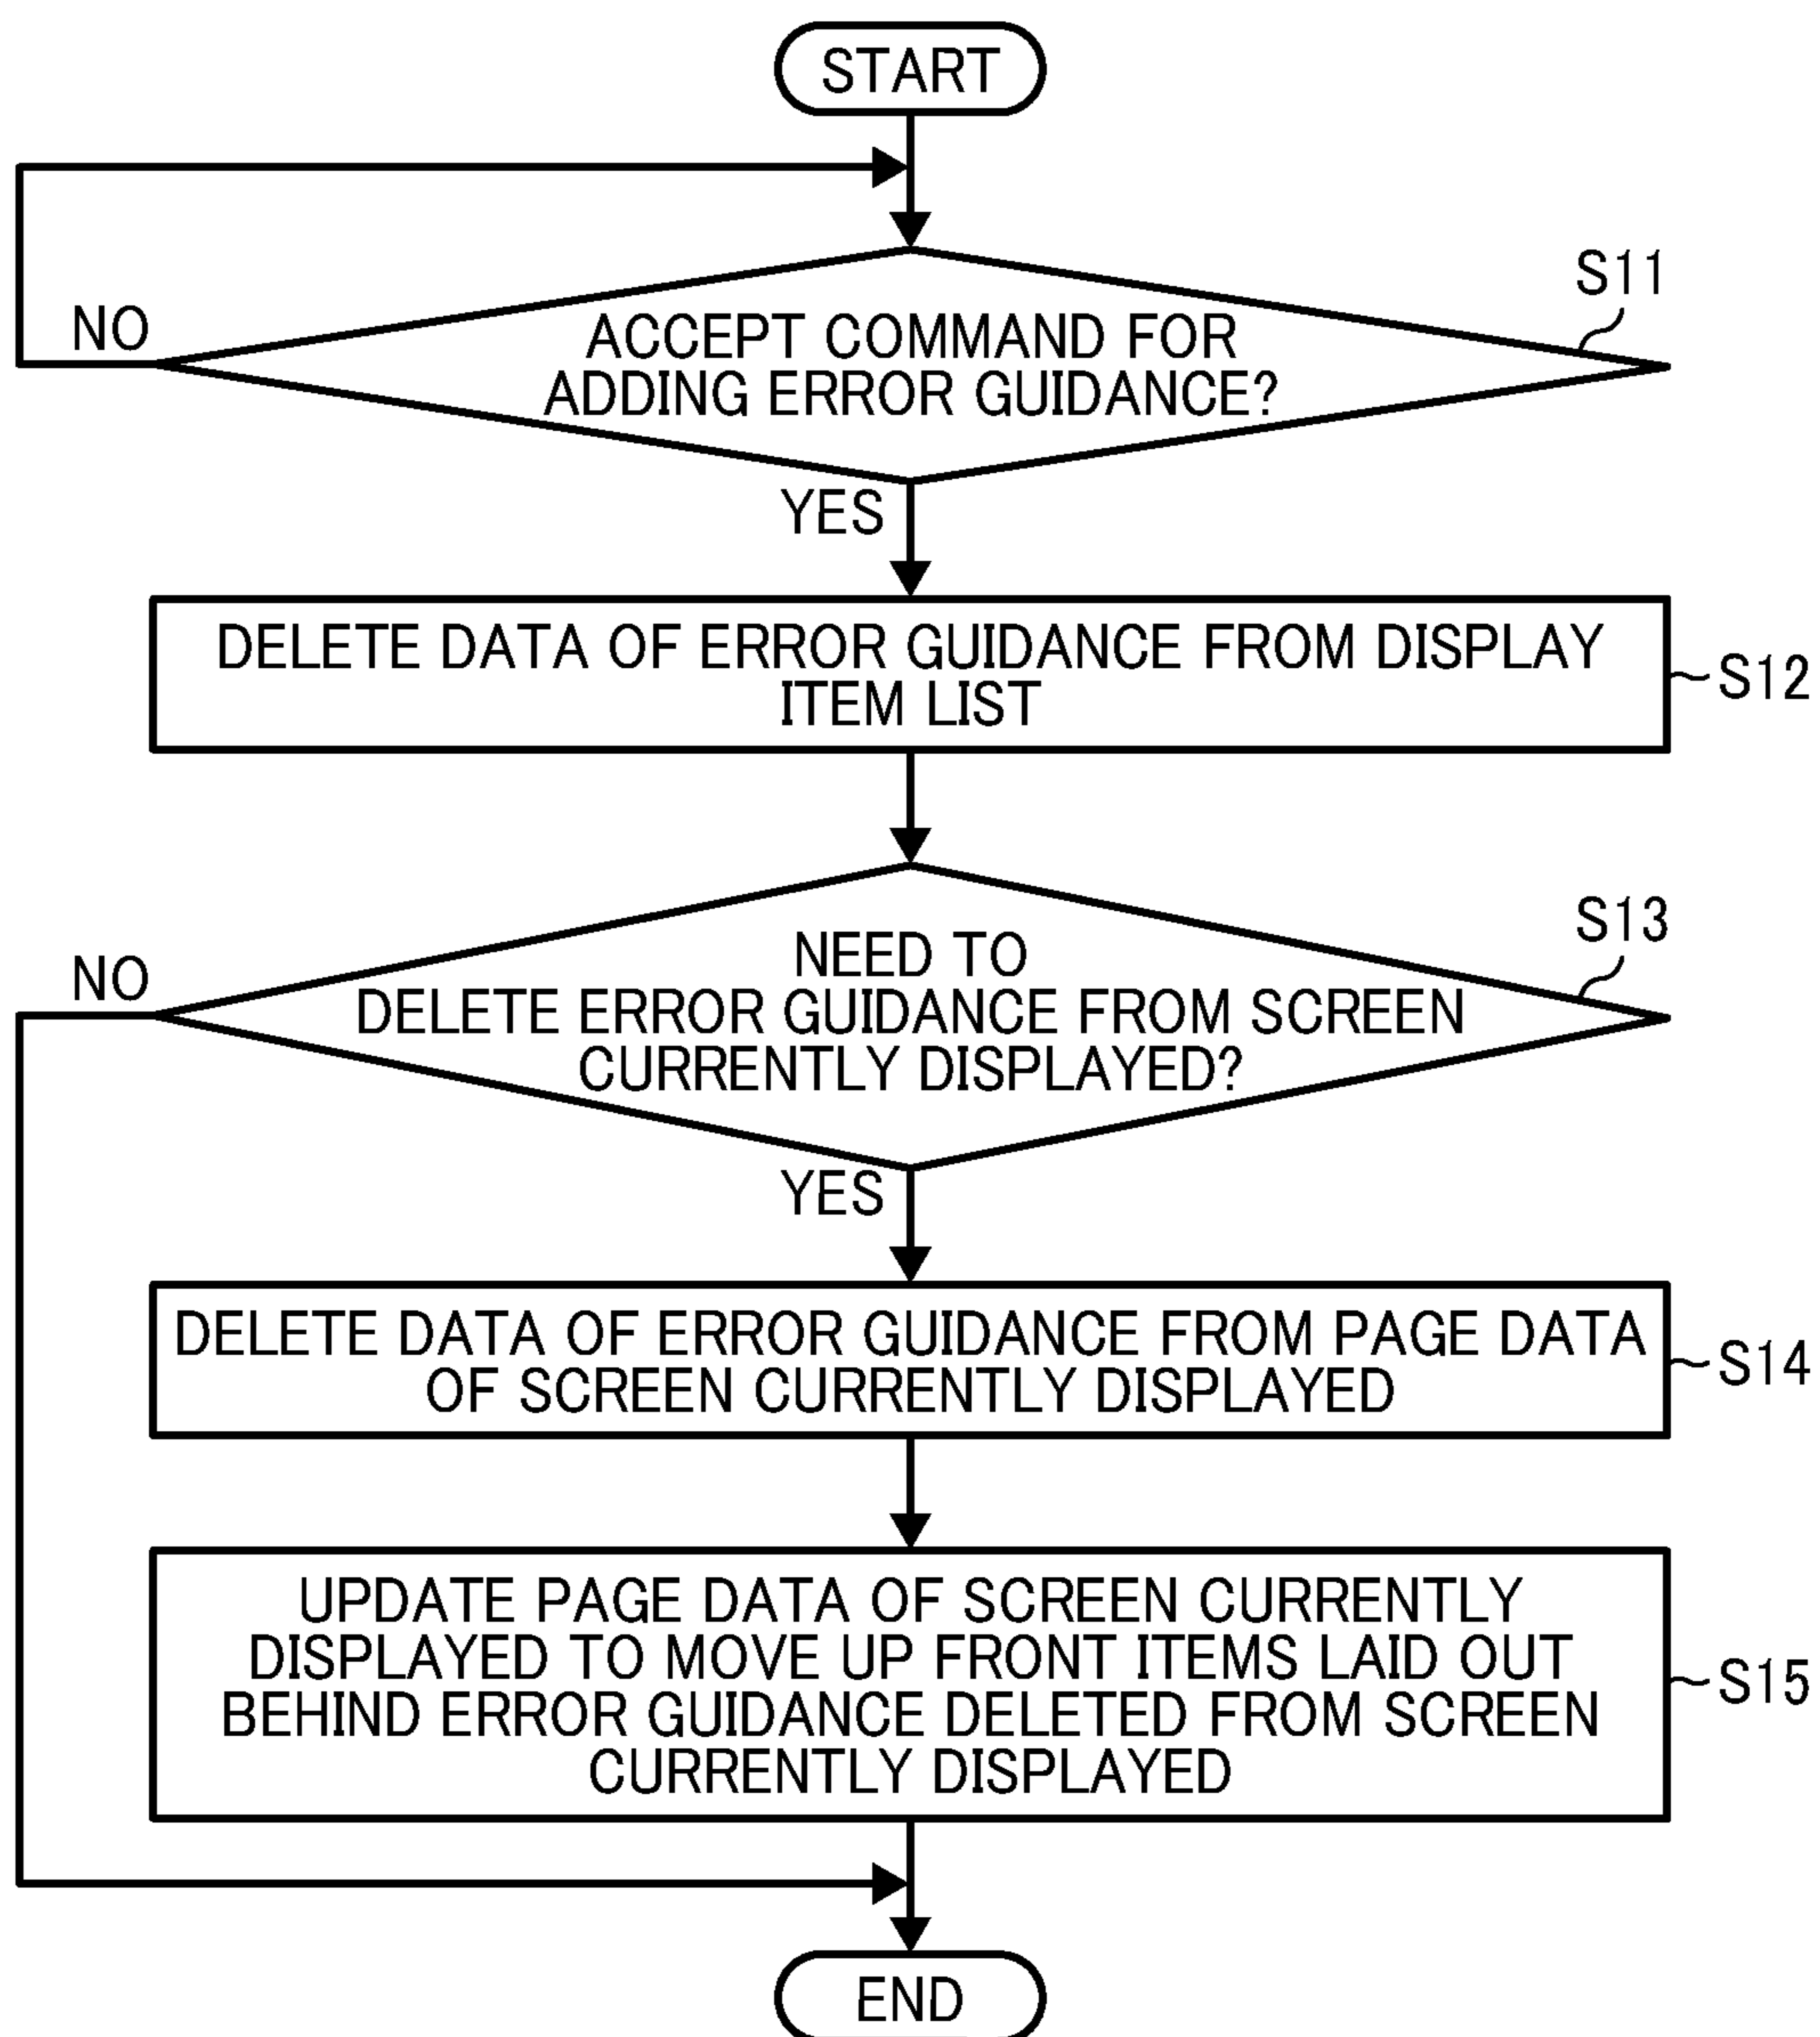 START
S11
NO
ACCEPT COMMAND FOR
ADDING ERROR GUIDANCE?
YES
DELETE DATA OF ERROR GUIDANCE FROM DISPLAY
ITEM LIST
S12
S13
NO
NEED TO
DELETE ERROR GUIDANCE FROM SCREEN
CURRENTLY DISPLAYED?
YES
DELETE DATA OF ERROR GUIDANCE FROM PAGE DATA
OF SCREEN CURRENTLY DISPLAYED
S14
UPDATE PAGE DATA OF SCREEN CURRENTLY
DISPLAYED TO MOVE UP FRONT ITEMS LAID OUT
BEHIND ERROR GUIDANCE DELETED FROM SCREEN
CURRENTLY DISPLAYED
S15
END